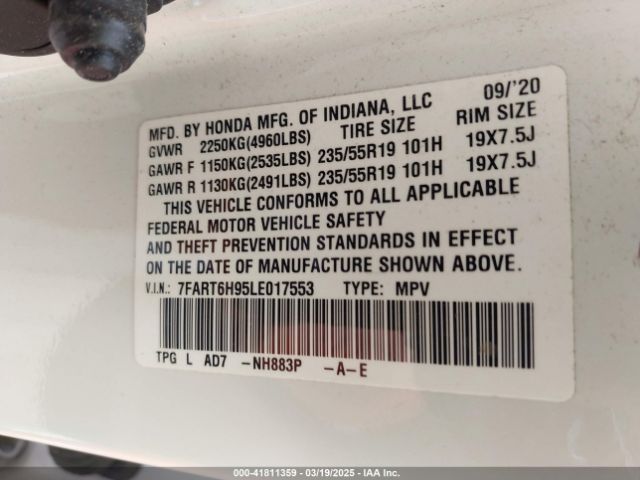 09/'20
MFD. BY HONDA MFG. OF INDIANA, LLC
GVWR 2250KG(4960LBS) TIRE SIZE RIM SIZE
GAWR F 1150KG(2535LBS) 235/55R19 101H 19X7.5J
GAWR R 1130KG(2491LBS) 235/55R19 101H 19X7.5J
THIS VEHICLE CONFORMS TO ALL APPLICABLE
FEDERAL MOTOR VEHICLE SAFETY
AND THEFT PREVENTION STANDARDS IN EFFECT
ON THE DATE OF MANUFACTURE SHOWN ABOVE.
V.I.N.: 7FART6H95LE017553 TYPE: MPV
TPG L AD7 -NH883P -A-E
000-41811359 - 03/19/2025 - IAA Inc.